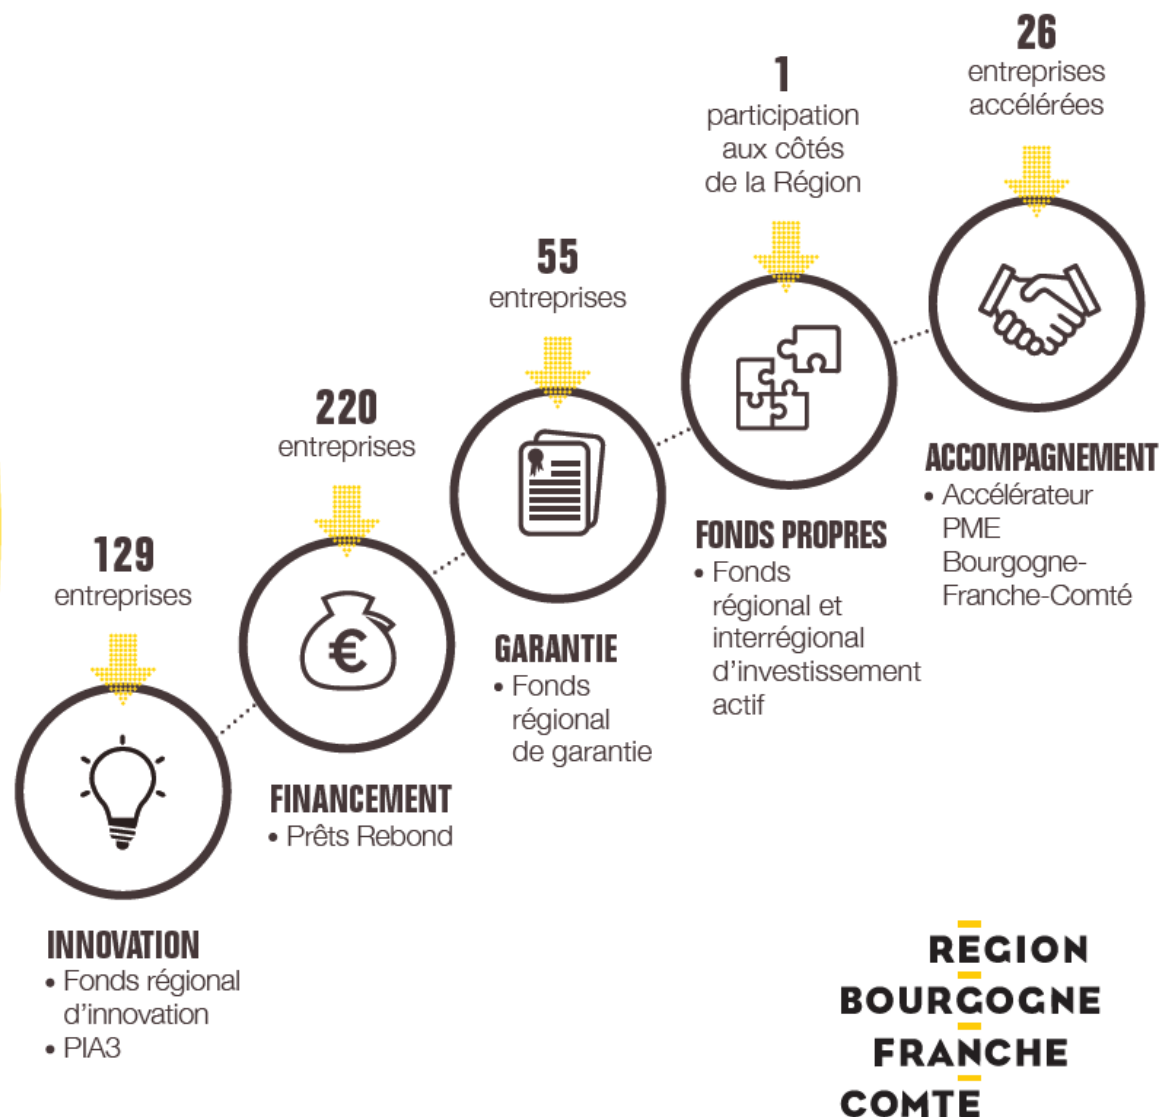 129
entreprises
INNOVATION
• Fonds régional
d'innovation
• PIA3
220
entreprises
€
FINANCEMENT
• Prêts Rebond
55
entreprises
GARANTIE
• Fonds
régional
de garantie
1
participation
aux côtés
de la Région
FONDS PROPRES
• Fonds
régional et
interrégional
d'investissement
actif
26
entreprises
accélérées
ACCOMPAGNEMENT
• Accélérateur
PME
Bourgogne-
Franche-Comté
REGION
BOURGOGNE
FRANCHE
COMTE